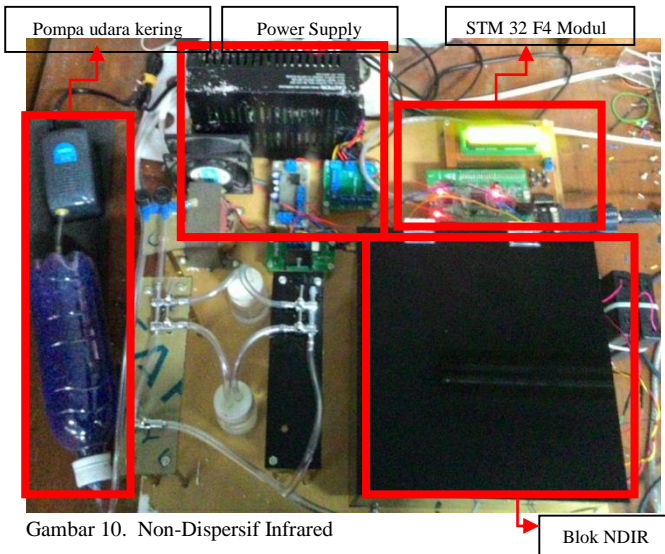 Pompa udara kering
Power Supply
STM 32 F4 Modul
Gambar 10. Non-Dispersif Infrared
Blok NDIR